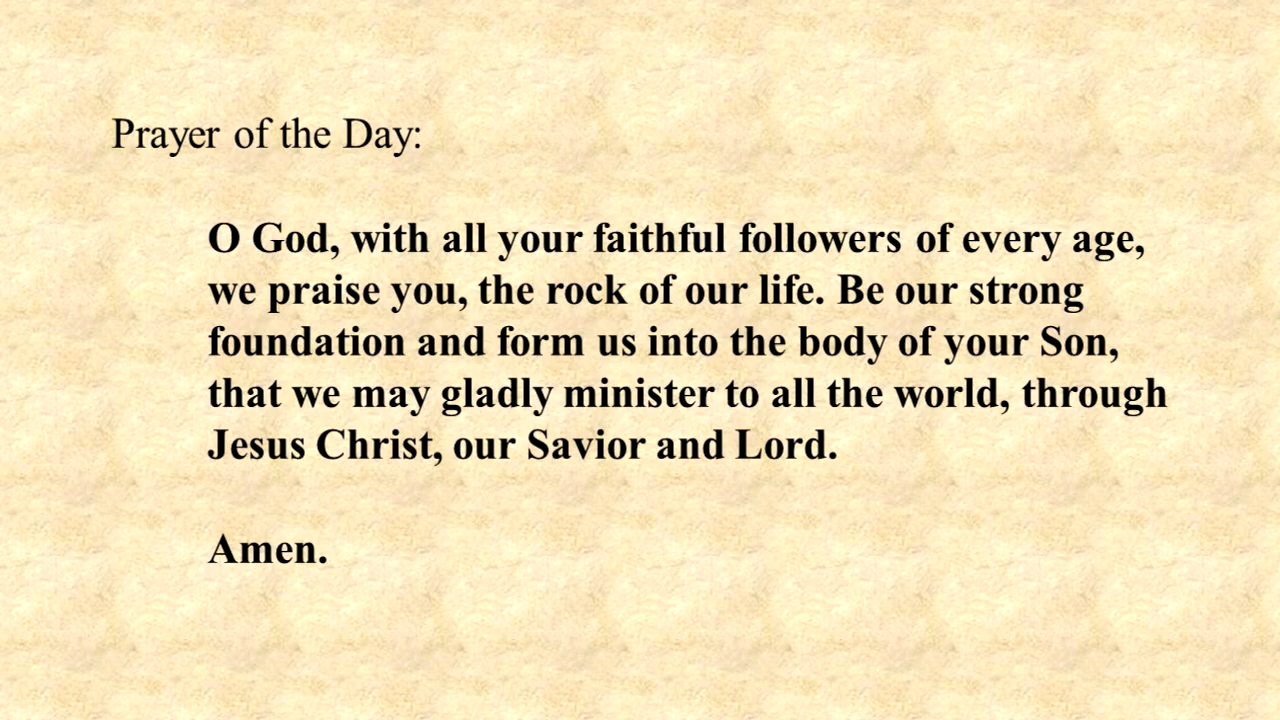 Prayer of the Day:
O God, with all your faithful followers of every age,
we praise you, the rock of our life. Be our strong
foundation and form us into the body of your Son,
that we may gladly minister to all the world, through
Jesus Christ, our Savior and Lord.
Amen.